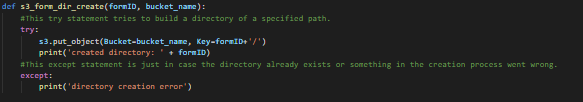 def s3_form_dir_create(formID, bucket_name):
    #This try statement tries to build a directory of a specified path.
    try:
        s3.put_object(Bucket=bucket_name, Key=formID+'/')
        print('created directory: ' + formID)
    #This except statement is just in case the directory already exists or something in the creation process went wrong.
    except:
        print('directory creation error')